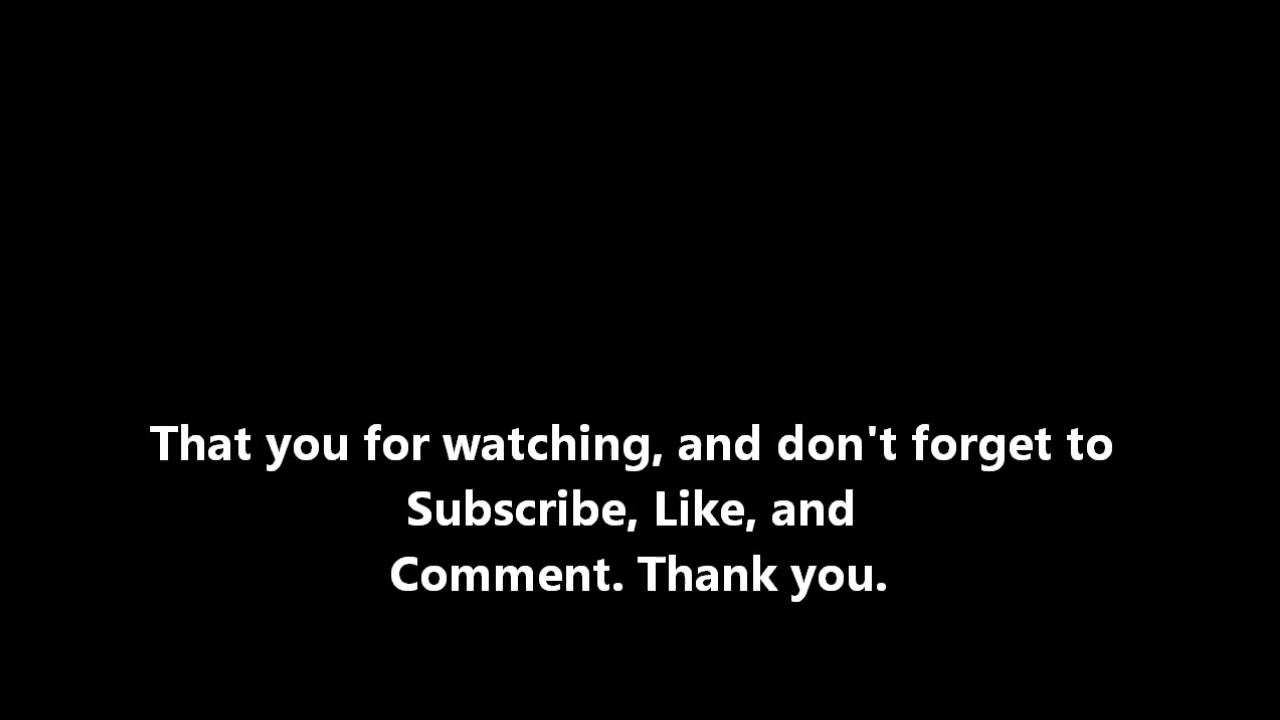 That you for watching, and don't forget to
Subscribe, Like, and
Comment. Thank you.